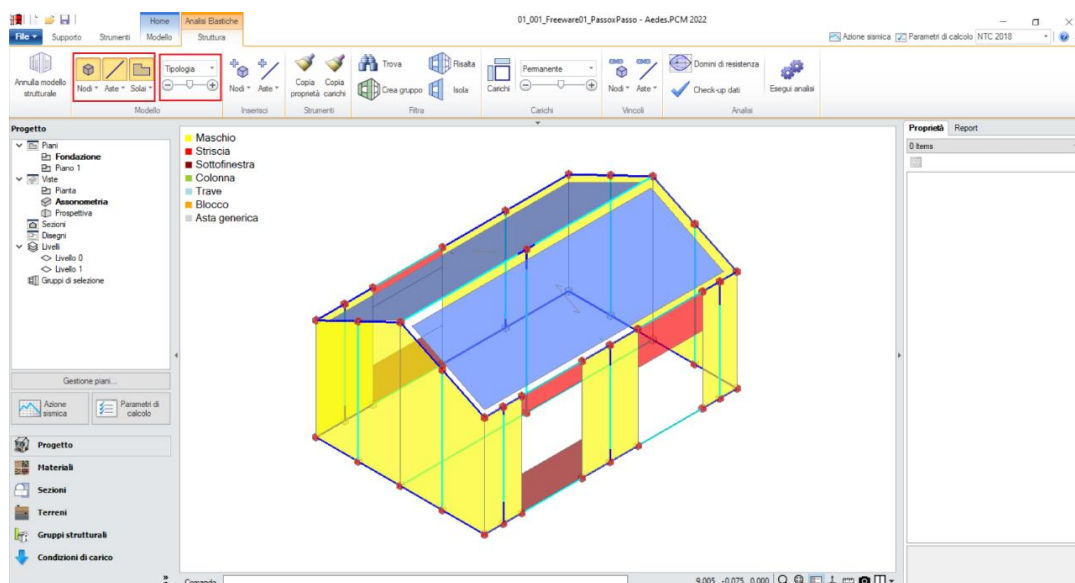 01_001_Freeware01_PassoxPasso - Aedes.PCM 2022
Home
Analisi Elastiche
File
Supporto
Strumenti
Modello
Struttura
Azione sismica
Parametri di calcolo
NTC 2018
Annulla modello
strutturale
Nodi
Aste
Solai
Tipologia
Modello
Nodi
Aste
Inserisci
Copia
proprietà
Copia
carichi
Strumenti
Trova
Crea gruppo
Risalta
Isola
Filtra
Carichi
Permanente
Carichi
Nodi
Aste
Vincoli
Domini di resistenza
Check-up dati
Esegui analisi
Analisi
Progetto
Piani
Fondazione
Piano 1
Viste
Pianta
Assonometria
Prospettiva
Sezioni
Disegni
Livelli
Livello 0
Livello 1
Gruppi di selezione
Gestione piani...
Azione
sismica
Parametri di
calcolo
Progetto
Materiali
Sezioni
Terreni
Gruppi strutturali
Condizioni di carico
Maschio
Striscia
Sottofinestra
Colonna
Trave
Blocco
Asta generica
Proprietà
Report
0 Items
Comando
9.005 -0.075 0.000